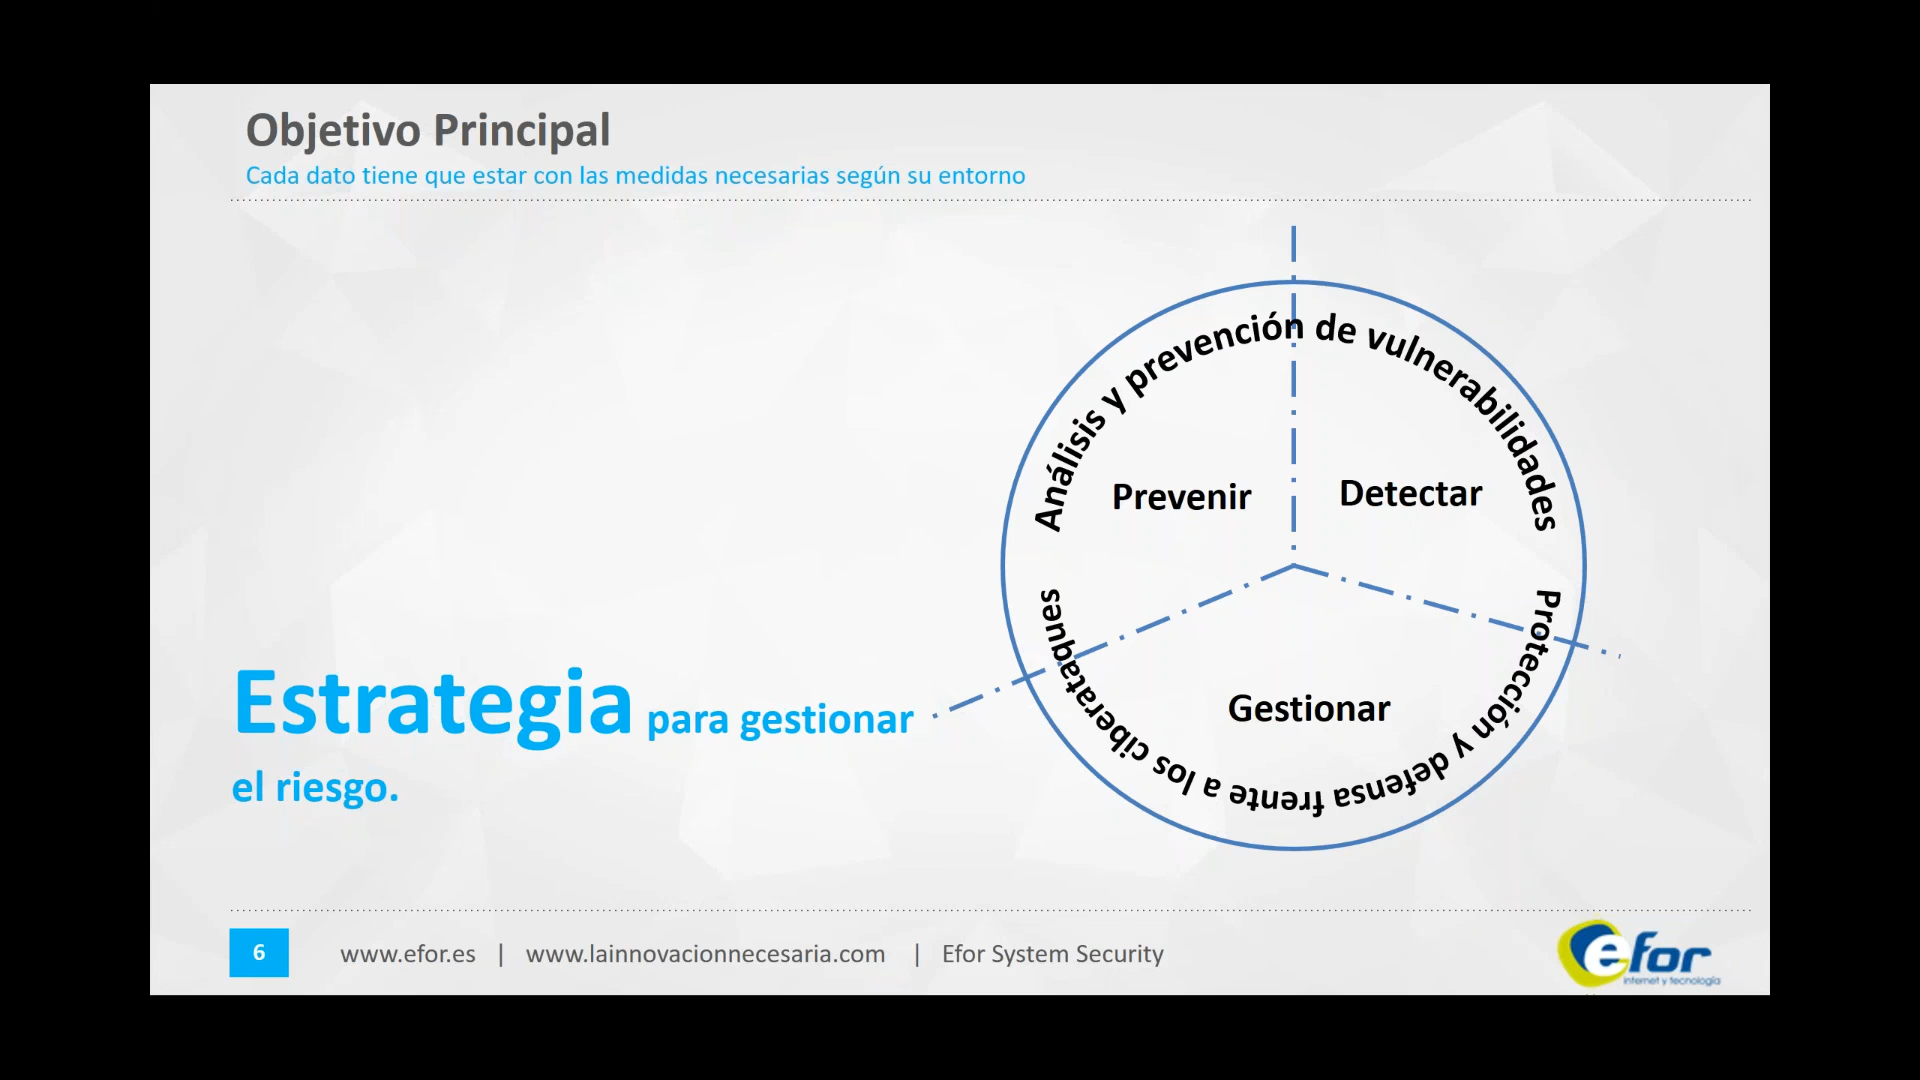 Objetivo Principal
Cada dato tiene que estar con las medidas necesarias según su entorno
Análisis y prevención de vulnerabilidades
Prevenir
Detectar
Gestionar
Protección y defensa frente a los ciberataques
Estrategia para gestionar
el riesgo.
6
www.efor.es | www.lainnovacionnecesaria.com | Efor System Security
efor
internet y tecnología